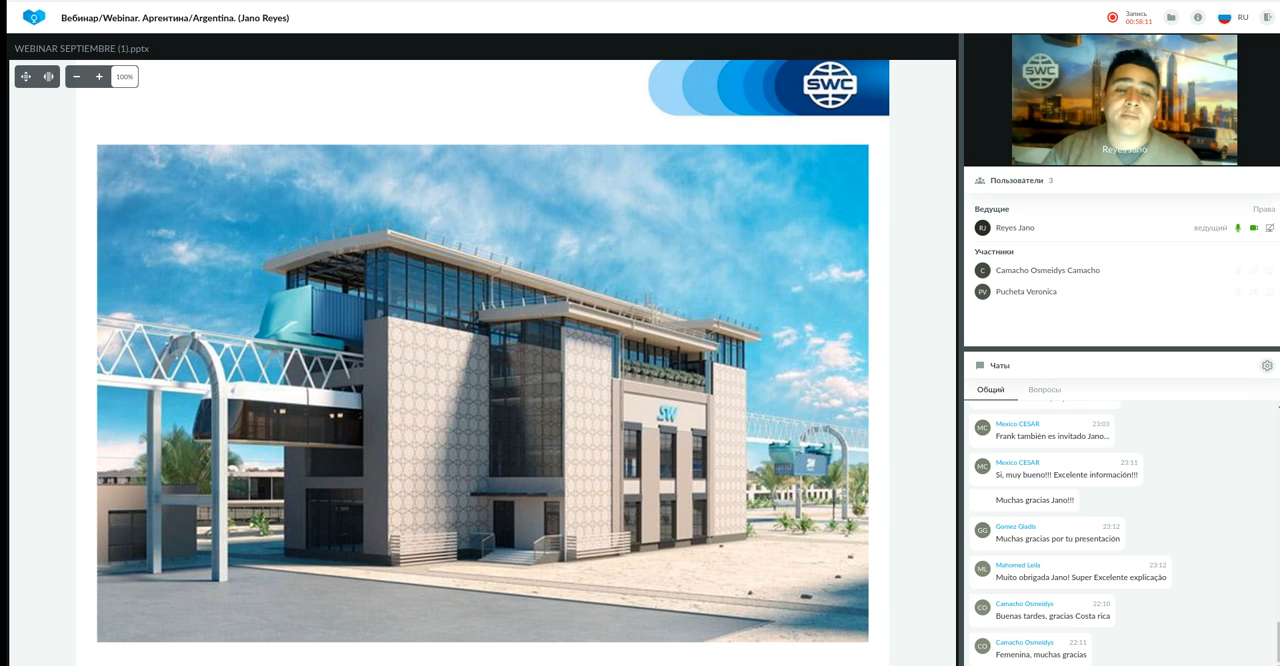 Вебинар/Webinar. Аргентина/Argentina. (Jano Reyes)
Запись
00:58:11
RU
WEBINAR SEPTIEMBRE (1).pptx
100%
SWC
SW
SWC
Reyes Jano
Пользователи 3
Ведущие Права
RJ Reyes Jano ведущий
Участники
C Camacho Osmeidys Camacho
PV Pucheta Veronica
Чаты
Общий Вопросы
MC Mexico CESAR 23:03
Frank también es invitado Jano...
MC Mexico CESAR 23:11
Si, muy bueno!!! Excelente información!!!
Muchas gracias Jano!!!
GG Gomez Gladis 23:12
Muchas gracias por tu presentación
ML Mahomed Leila 23:12
Muito obrigada Jano! Super Excelente explicação
CO Camacho Osmeidys 22:10
Buenas tardes, gracias Costa rica
CO Camacho Osmeidys 22:11
Femenina, muchas gracias